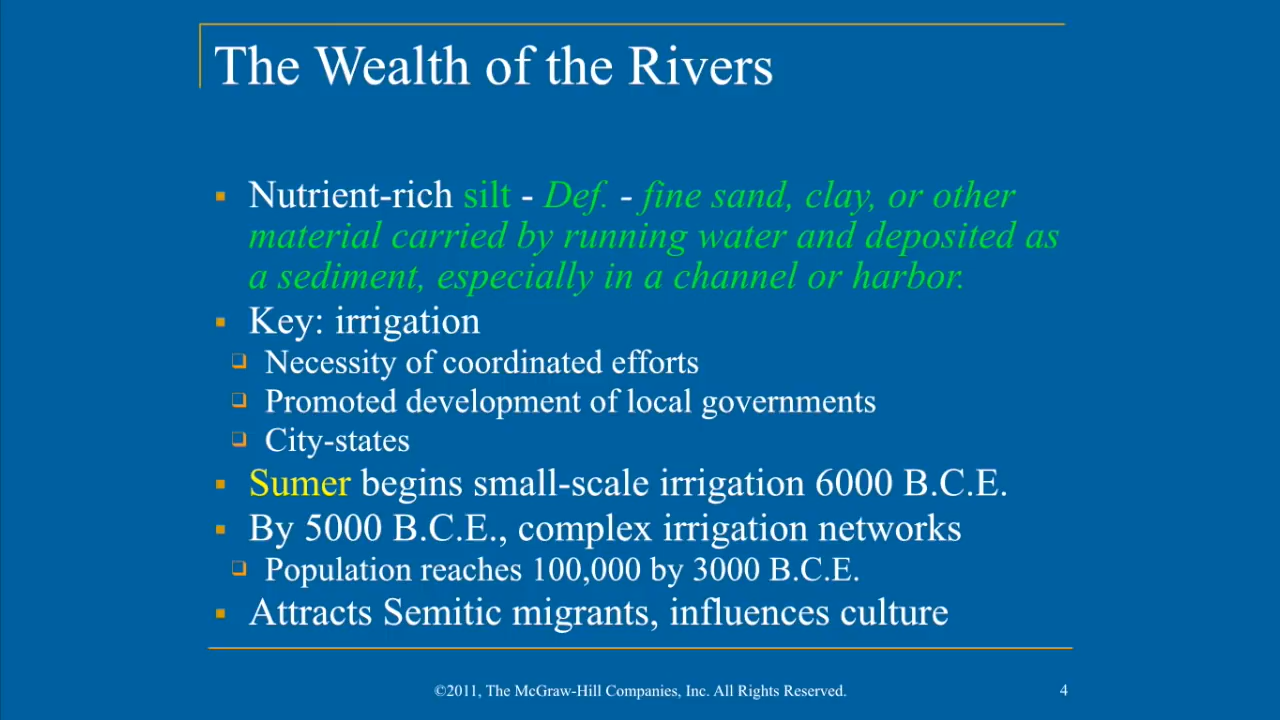 The Wealth of the Rivers
Nutrient-rich silt - Def. - fine sand, clay, or other
material carried by running water and deposited as
a sediment, especially in a channel or harbor.
Key: irrigation
Necessity of coordinated efforts
Promoted development of local governments
City-states
Sumer begins small-scale irrigation 6000 B.C.E.
By 5000 B.C.E., complex irrigation networks
Population reaches 100,000 by 3000 B.C.E.
Attracts Semitic migrants, influences culture
©2011, The McGraw-Hill Companies, Inc. All Rights Reserved.
4